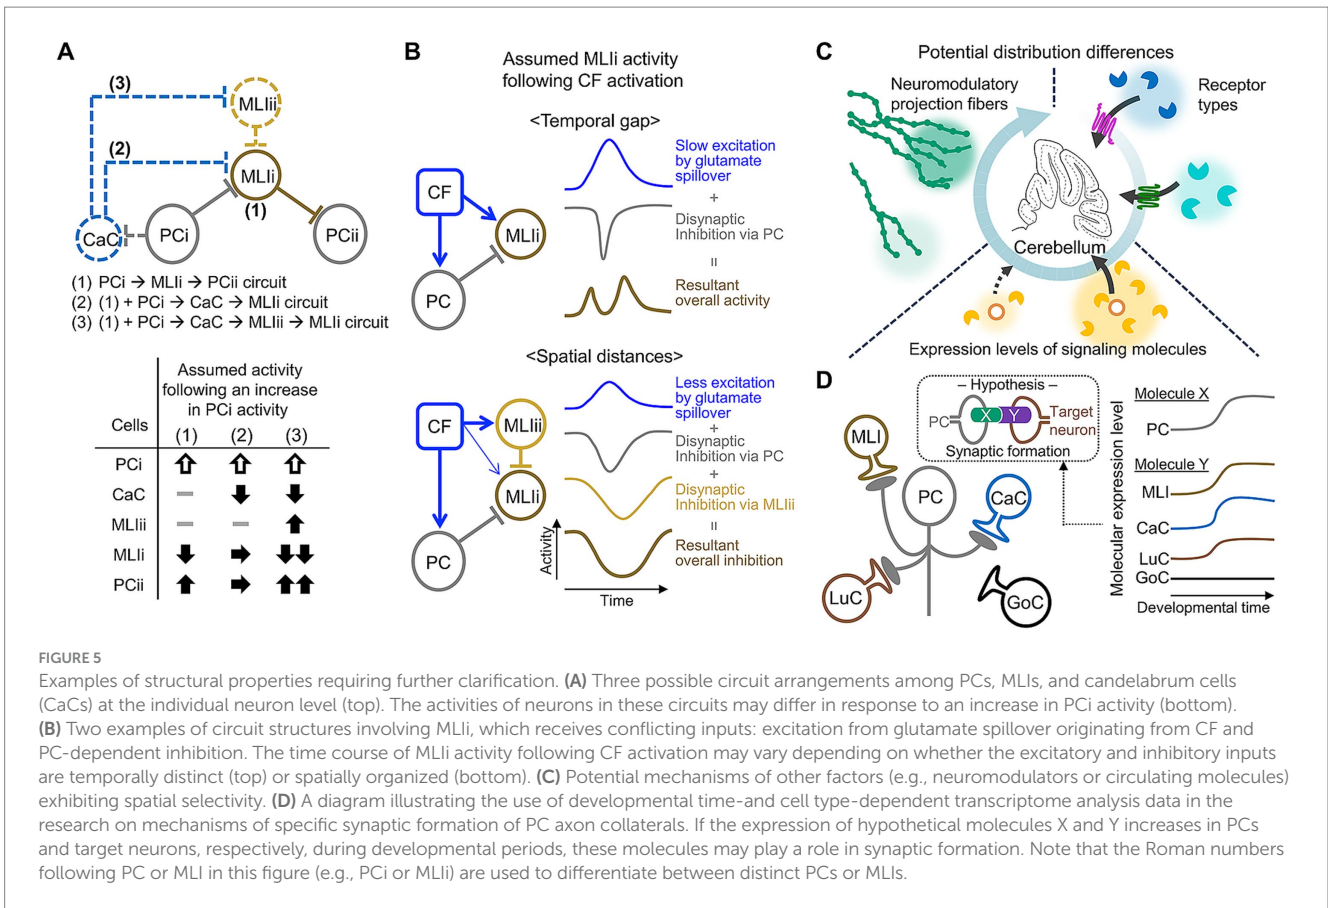 A
(3)
MLIii
(2)
MLIi
(1)
CaC
PCi
PCii
(1) PCi → MLIi → PCii circuit
(2) (1) + PCi → CaC → MLIi circuit
(3) (1) + PCi → CaC → MLIii → MLIi circuit
Cells
Assumed activity
following an increase
in PCi activity
(1) (2) (3)
PCi
CaC
MLIii
MLIi
PCii
B
Assumed MLIi activity
following CF activation
<Temporal gap>
CF
MLIi
PC
Slow excitation
by glutamate
spillover
+
Disynaptic
Inhibition via PC
=
Resultant
overall activity
<Spatial distances>
CF
MLIii
MLIi
PC
Less excitation
by glutamate
spillover
+
Disynaptic
Inhibition via PC
+
Disynaptic
Inhibition via MLIii
=
Resultant
overall inhibition
Activity
Time
C
Potential distribution differences
Neuromodulatory
projection fibers
Receptor
types
Cerebellum
Expression levels of signaling molecules
D
– Hypothesis –
PC
X
Y
Target
neuron
Synaptic formation
MLI
PC
CaC
LuC
GoC
Molecular expression level
Molecule X
PC
Molecule Y
MLI
CaC
LuC
GoC
Developmental time
FIGURE 5
Examples of structural properties requiring further clarification. (A) Three possible circuit arrangements among PCs, MLIs, and candelabrum cells
(CaCs) at the individual neuron level (top). The activities of neurons in these circuits may differ in response to an increase in PCi activity (bottom).
(B) Two examples of circuit structures involving MLIi, which receives conflicting inputs: excitation from glutamate spillover originating from CF and
PC-dependent inhibition. The time course of MLIi activity following CF activation may vary depending on whether the excitatory and inhibitory inputs
are temporally distinct (top) or spatially organized (bottom). (C) Potential mechanisms of other factors (e.g., neuromodulators or circulating molecules)
exhibiting spatial selectivity. (D) A diagram illustrating the use of developmental time-and cell type-dependent transcriptome analysis data in the
research on mechanisms of specific synaptic formation of PC axon collaterals. If the expression of hypothetical molecules X and Y increases in PCs
and target neurons, respectively, during developmental periods, these molecules may play a role in synaptic formation. Note that the Roman numbers
following PC or MLI in this figure (e.g., PCi or MLIi) are used to differentiate between distinct PCs or MLIs.